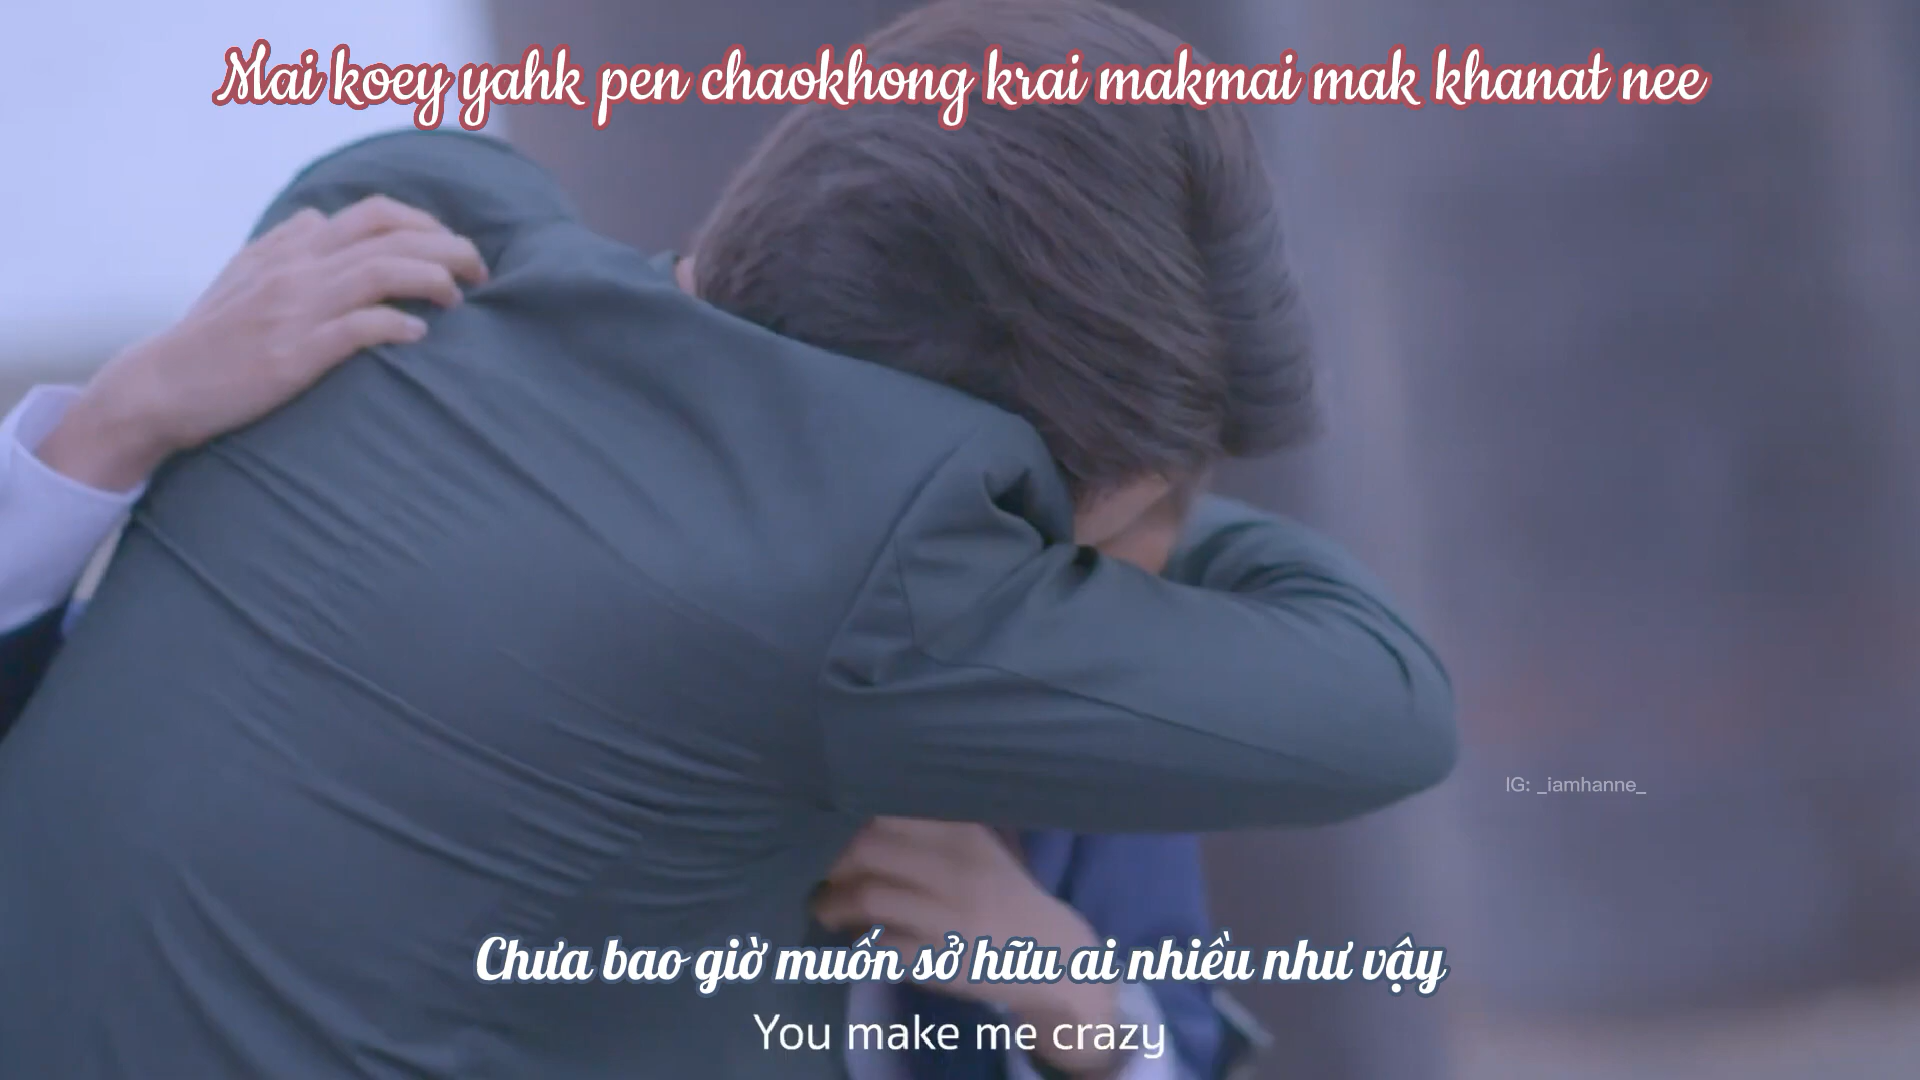 Mai koey yahk pen chaokhong krai makmai mak khanat nee
IG: _iamhanne_
Chưa bao giờ muốn sở hữu ai nhiều như vậy
You make me crazy